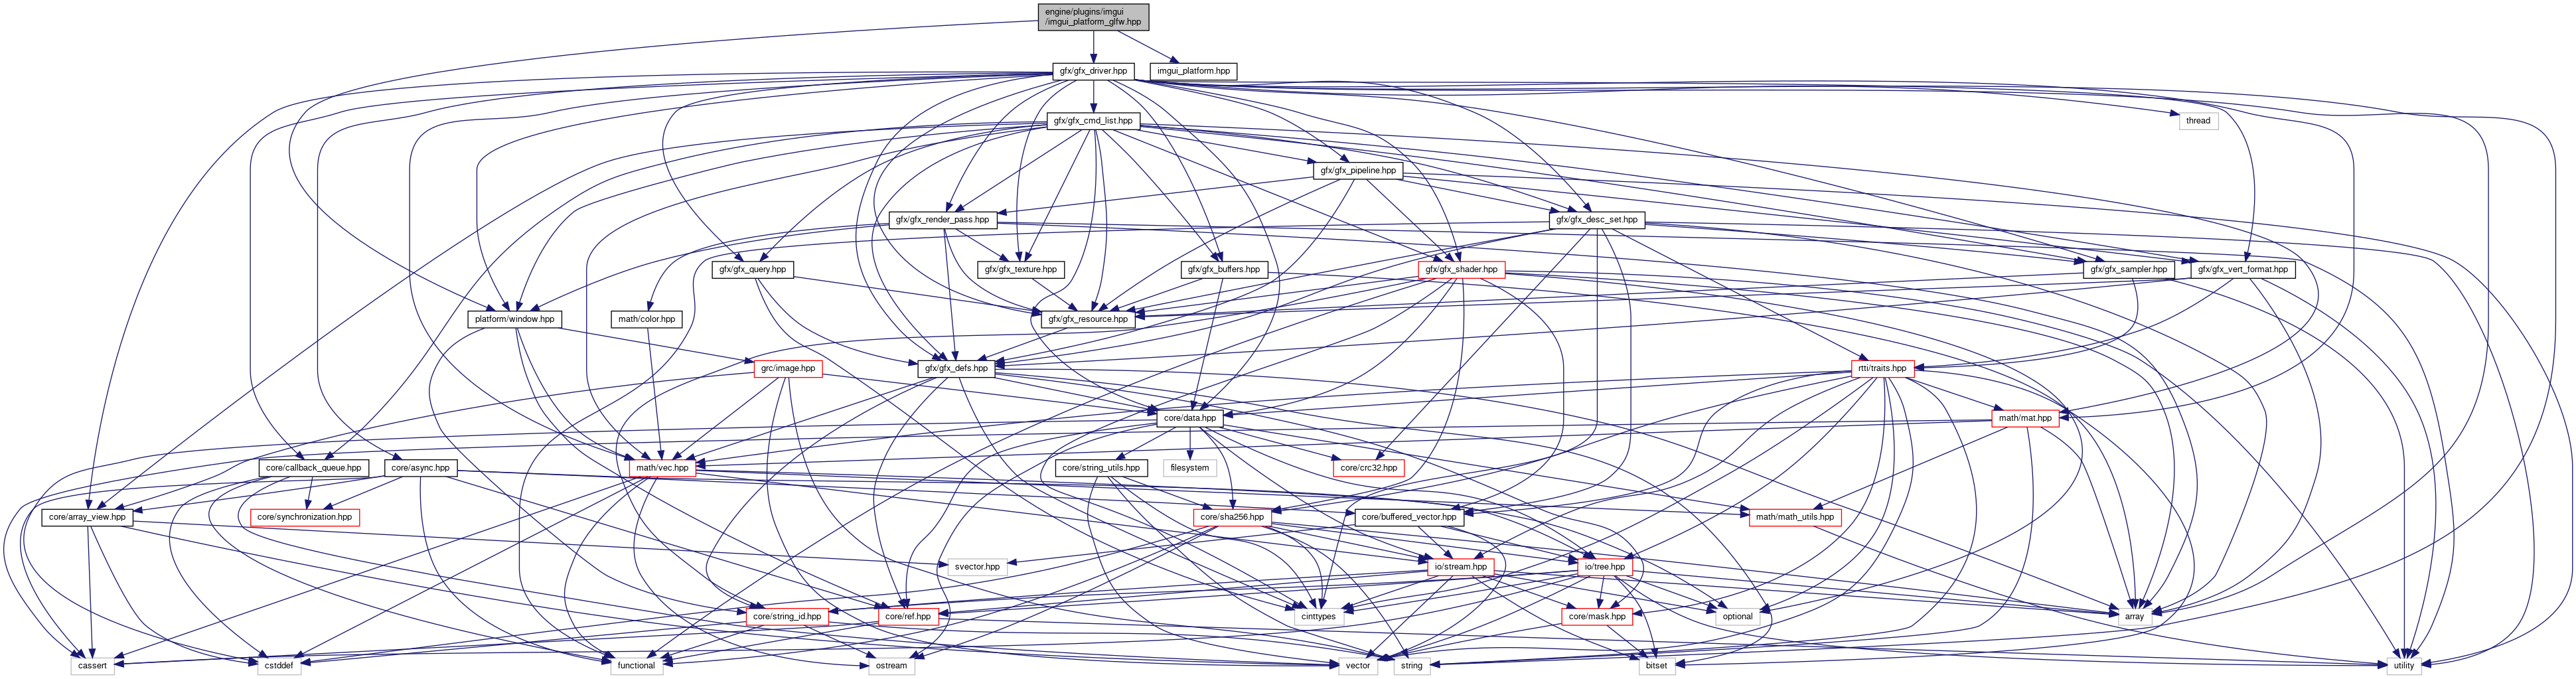 engine/plugins/imgui
/imgui_platform_glfw.hpp
gfx/gfx_driver.hpp
imgui_platform.hpp
gfx/gfx_cmd_list.hpp
thread
gfx/gfx_pipeline.hpp
gfx/gfx_render_pass.hpp
gfx/gfx_desc_set.hpp
gfx/gfx_query.hpp
gfx/gfx_texture.hpp
gfx/gfx_buffers.hpp
gfx/gfx_shader.hpp
gfx/gfx_sampler.hpp
gfx/gfx_vert_format.hpp
platform/window.hpp
math/color.hpp
gfx/gfx_resource.hpp
grc/image.hpp
gfx/gfx_defs.hpp
rtti/traits.hpp
core/data.hpp
math/mat.hpp
core/callback_queue.hpp
core/async.hpp
math/vec.hpp
core/string_utils.hpp
filesystem
core/crc32.hpp
core/array_view.hpp
core/synchronization.hpp
core/sha256.hpp
core/buffered_vector.hpp
math/math_utils.hpp
svector.hpp
io/stream.hpp
io/tree.hpp
core/string_id.hpp
core/ref.hpp
cinttypes
core/mask.hpp
optional
array
cassert
cstddef
functional
ostream
vector
string
bitset
utility